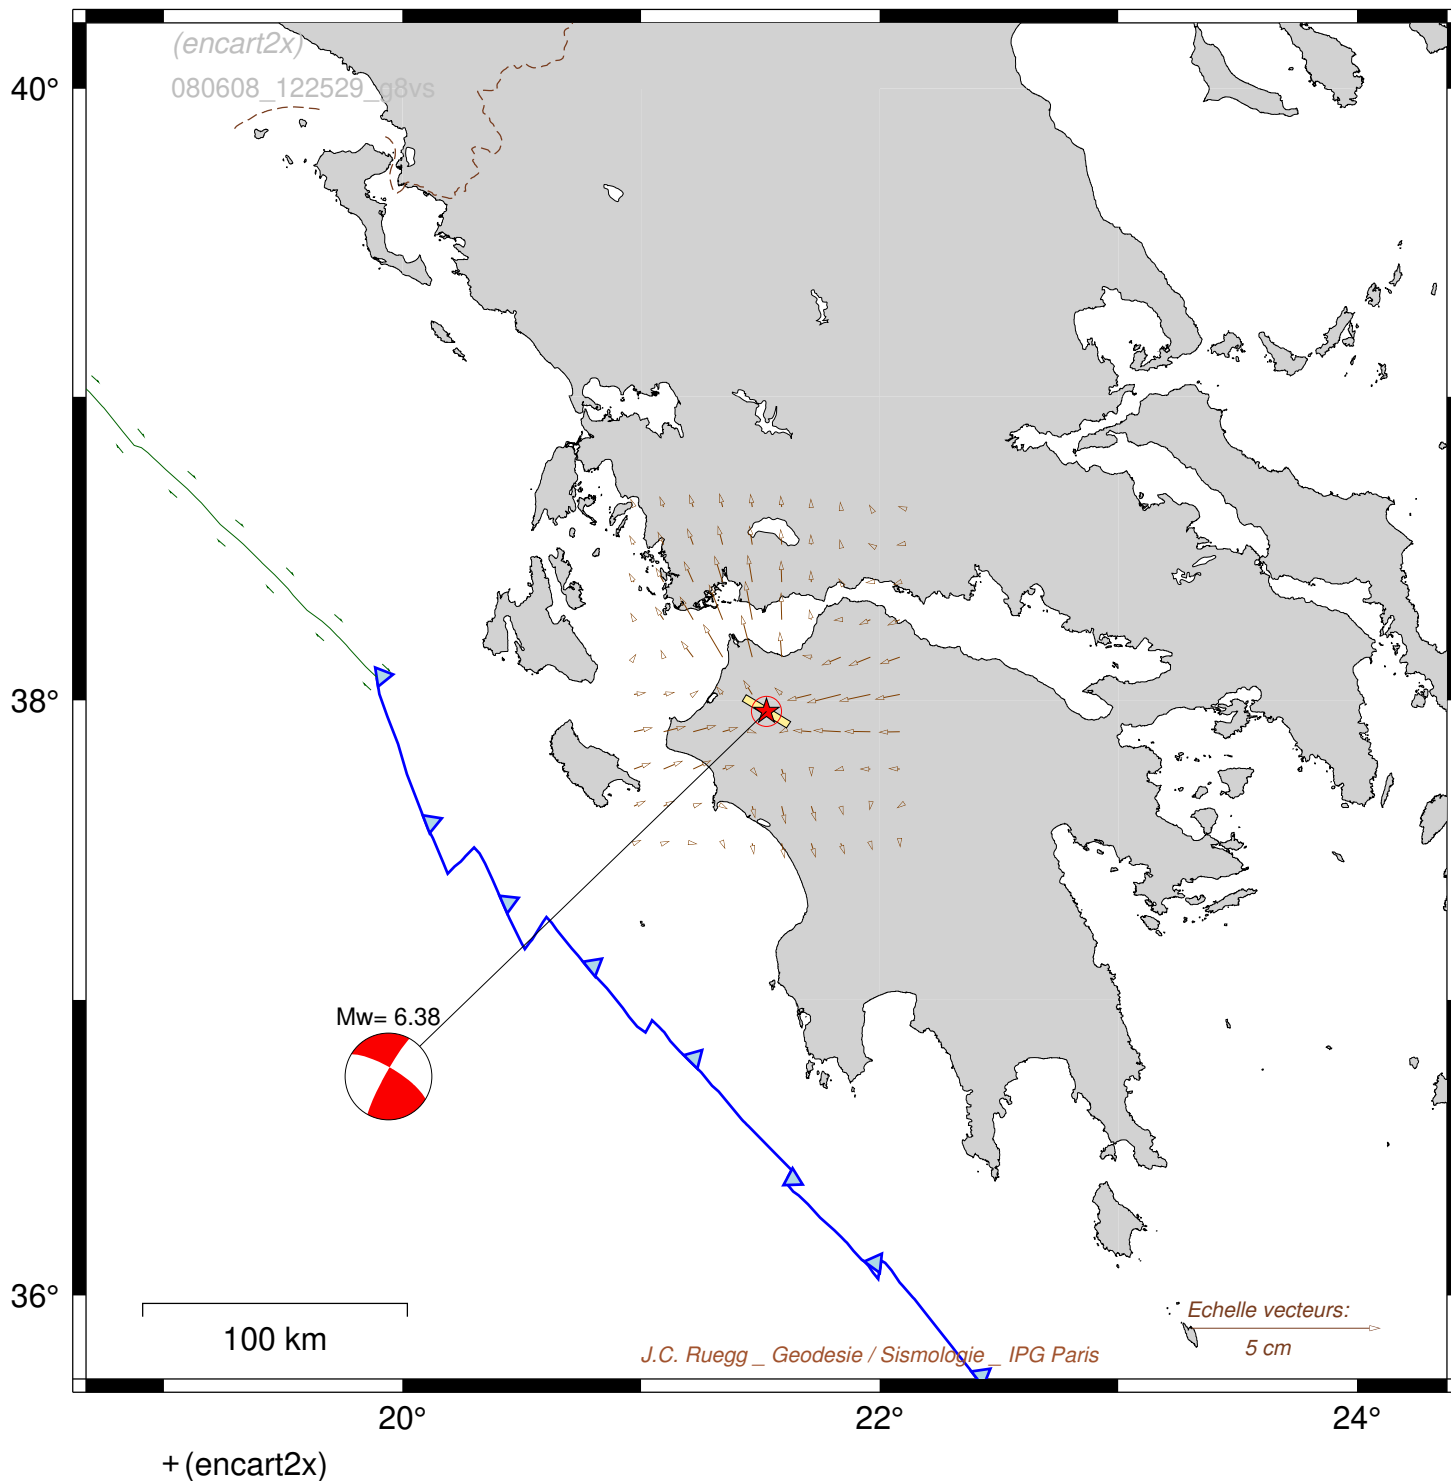 (encart2x)
080608_122529_g8vs
40°
38°
Mw= 6.38
36°
100 km
Echelle vecteurs:
5 cm
J.C. Ruegg _ Geodesie / Sismologie _ IPG Paris
20° 22° 24°
+ (encart2x)